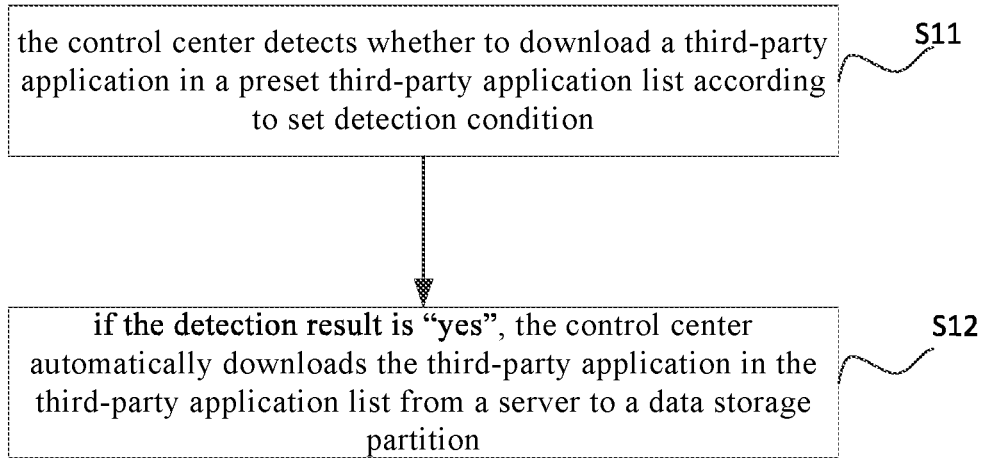 the control center detects whether to download a third-party
application in a preset third-party application list according
to set detection condition
S11
if the detection result is “yes”, the control center
automatically downloads the third-party application in the
third-party application list from a server to a data storage
partition
S12